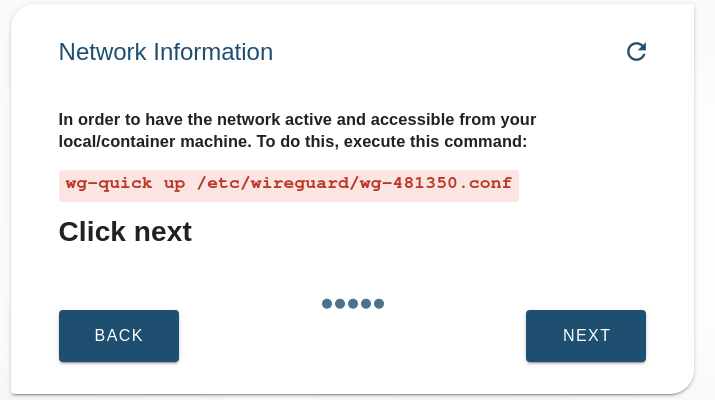 Network Information
In order to have the network active and accessible from your
local/container machine. To do this, execute this command:
wg-quick up /etc/wireguard/wg-481350.conf
Click next
BACK
NEXT